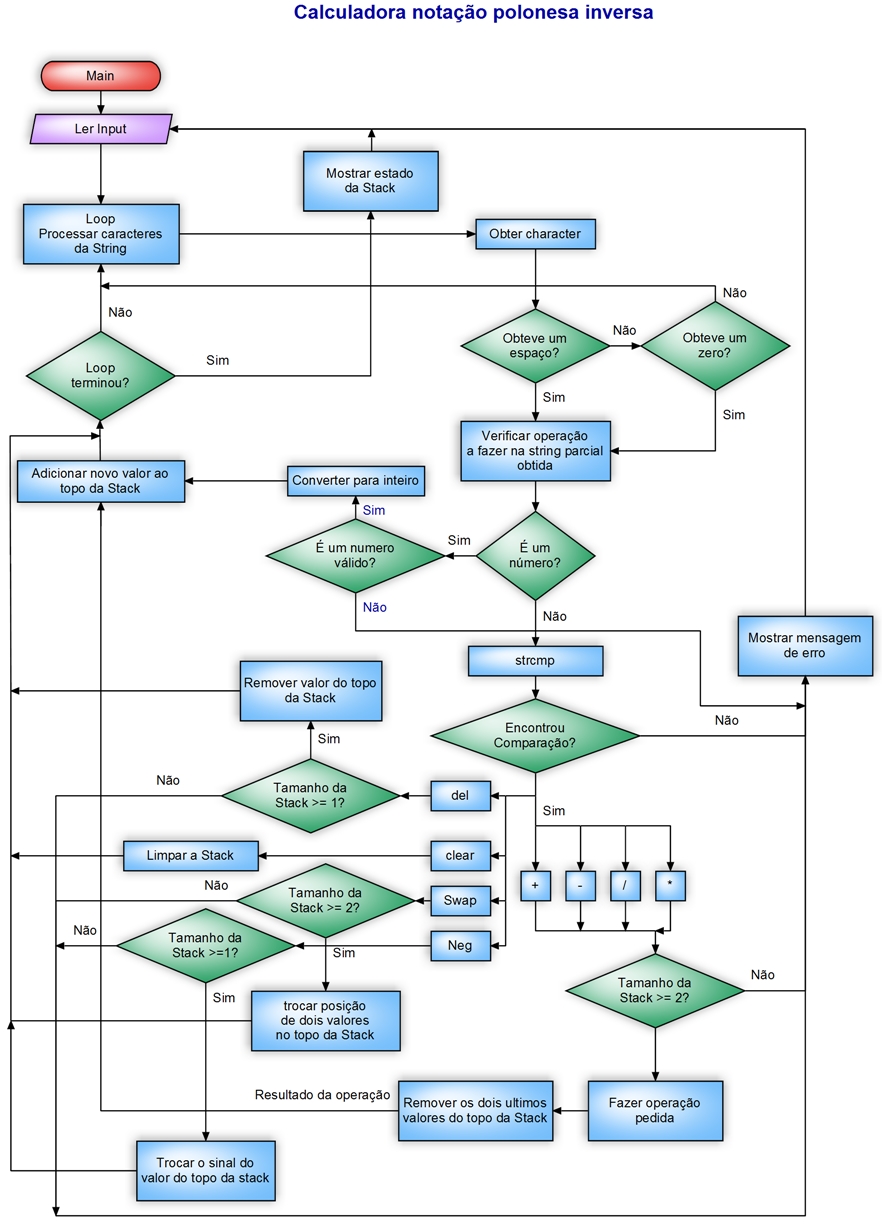 Calculadora notação polonesa inversa
Main
Ler Input
Mostrar estado
da Stack
Loop
Processar caracteres
da String
Obter character
Não
Não
Obteve um
espaço?
Não
Obteve um
zero?
Loop
terminou?
Sim
Sim
Sim
Verificar operação
a fazer na string parcial
obtida
Adicionar novo valor ao
topo da Stack
Converter para inteiro
Sim
É um numero
válido?
Sim
É um
número?
Não
Não
Mostrar mensagem
de erro
strcmp
Remover valor do topo
da Stack
Encontrou
Comparação?
Não
Sim
Não
Tamanho da
Stack >= 1?
del
Sim
Limpar a Stack
clear
Não
Tamanho da
Stack >= 2?
Swap
+
-
/
*
Não
Tamanho da
Stack >=1?
Neg
Sim
Sim
Tamanho da
Stack >= 2?
Não
trocar posição
de dois valores
no topo da Stack
Resultado da operação
Remover os dois ultimos
valores do topo da Stack
Fazer operação
pedida
Trocar o sinal do
valor do topo da stack